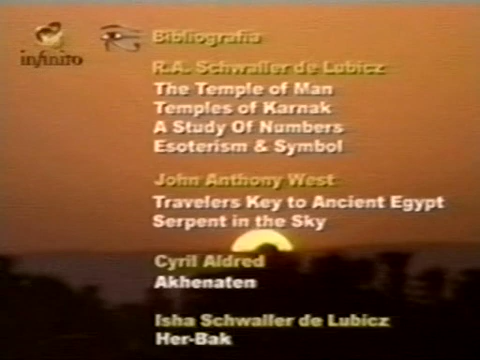 infinito
Bibliografía
R.A. Schwaller de Lubicz
The Temple of Man
Temples of Karnak
A Study Of Numbers
Esoterism & Symbol
John Anthony West
Travelers Key to Ancient Egypt
Serpent in the Sky
Cyril Aldred
Akhenaten
Isha Schwaller de Lubicz
Her-Bak